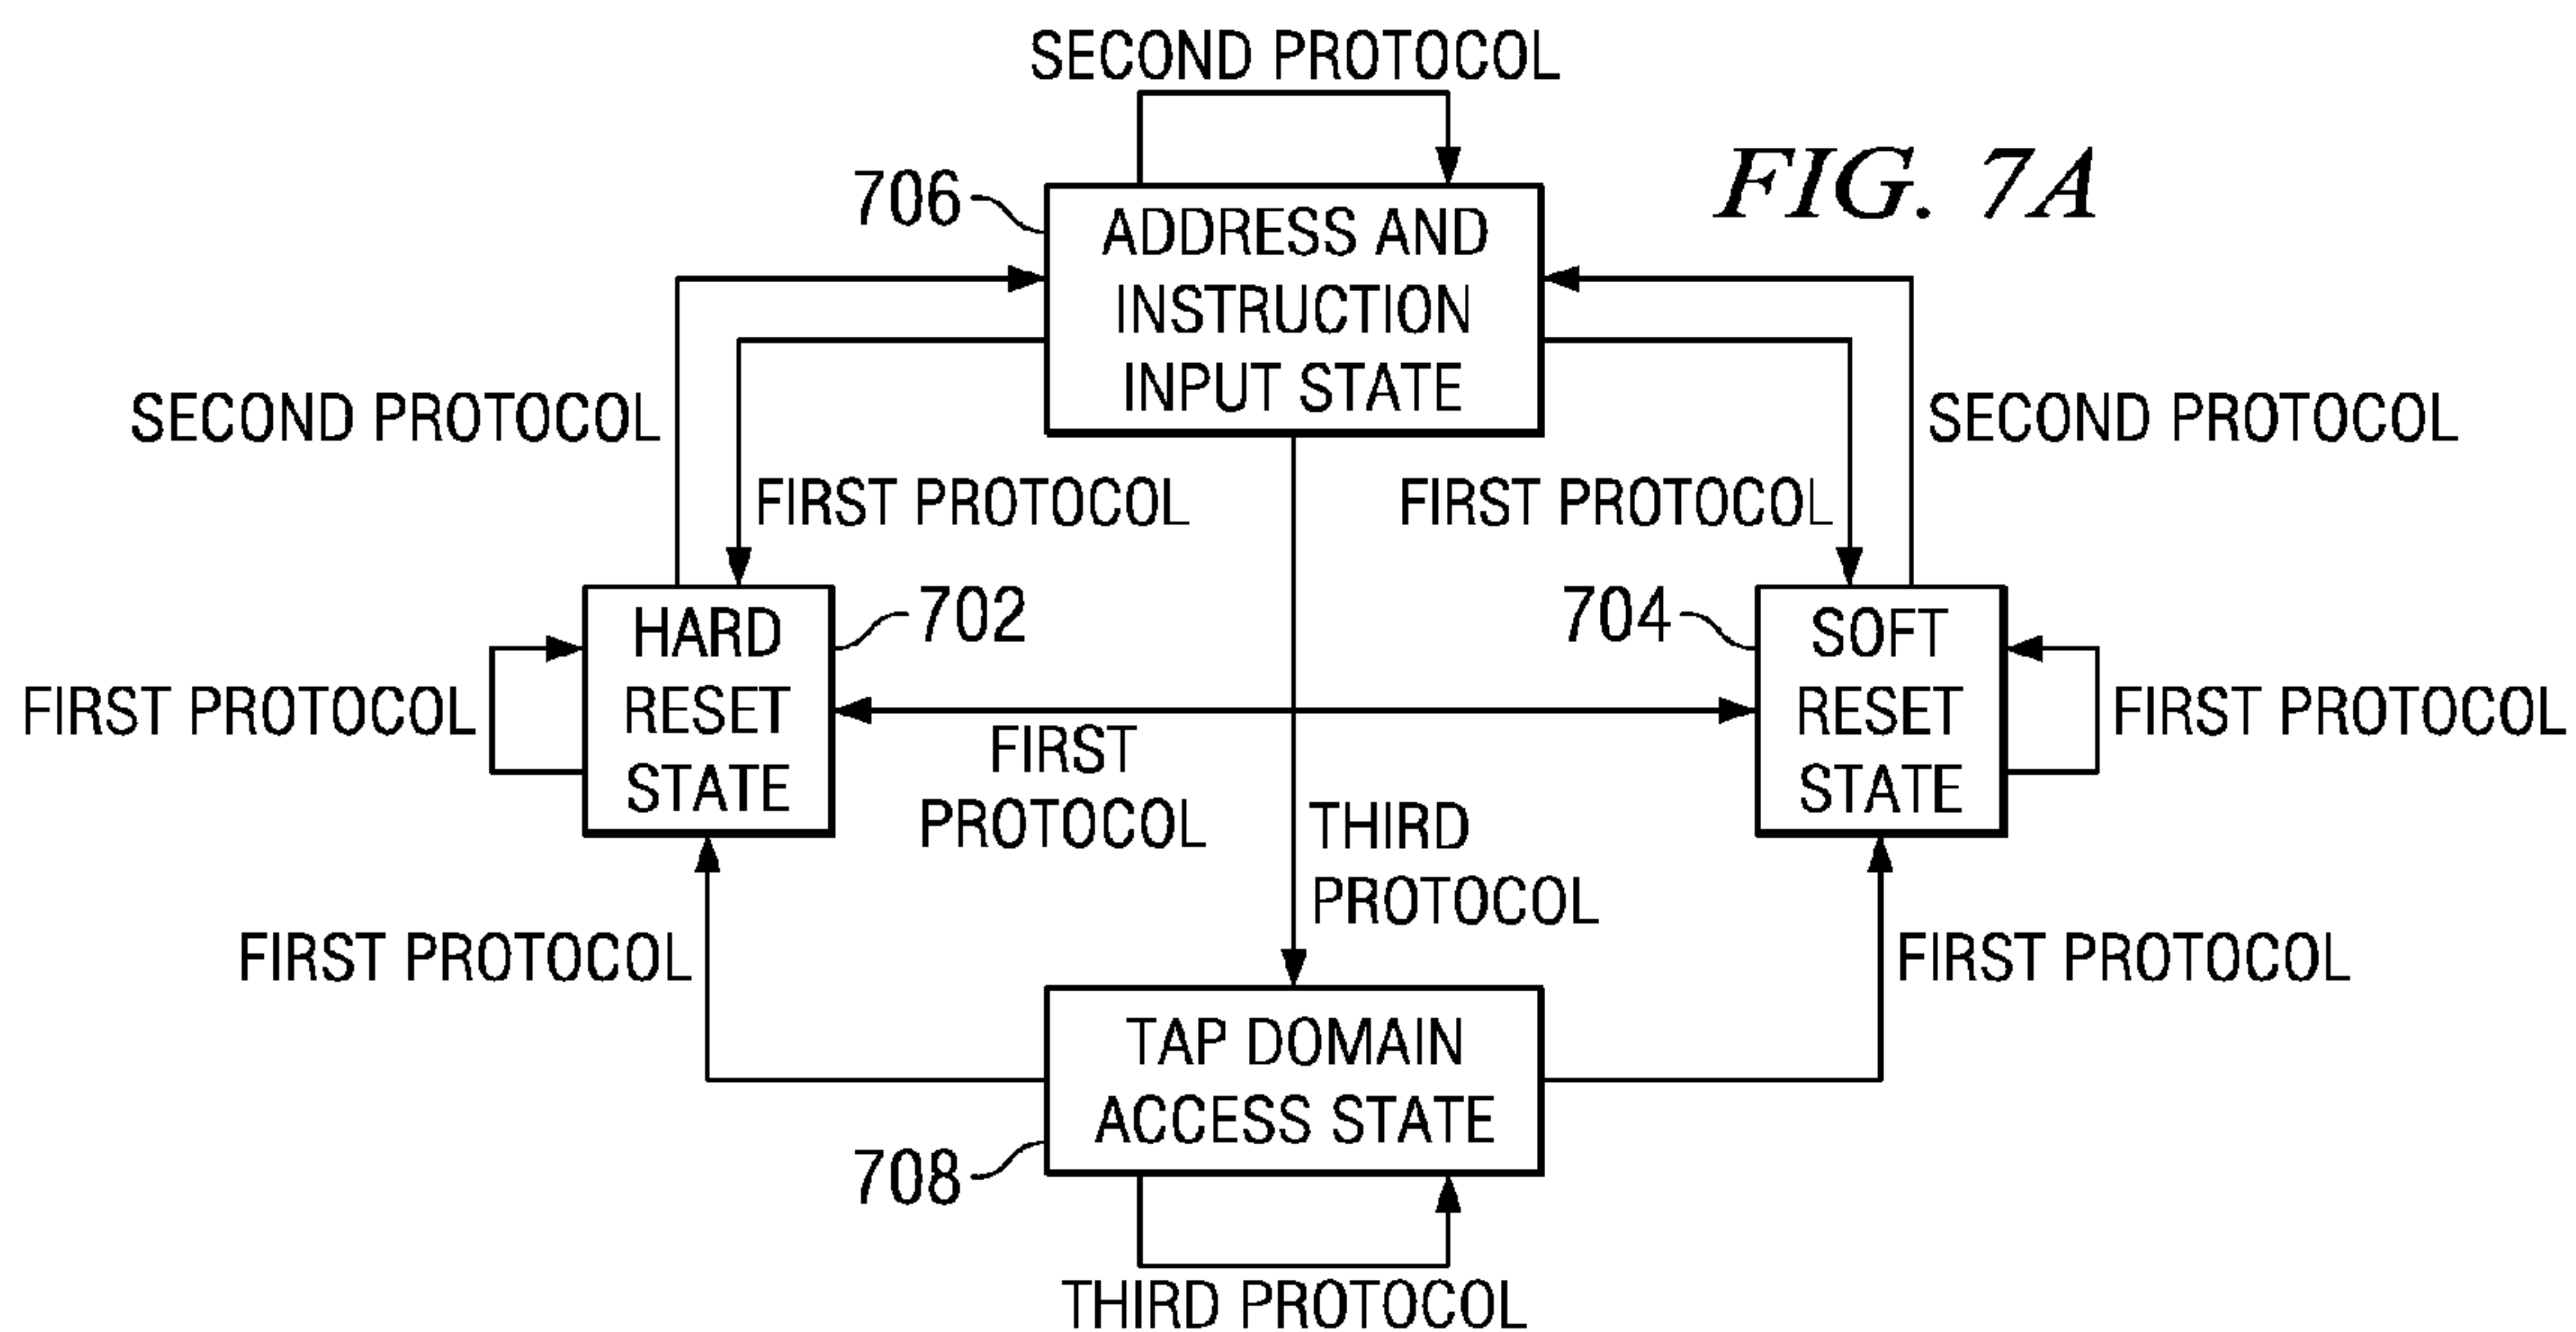 SECOND PROTOCOL
FIG. 7A
706
ADDRESS AND
INSTRUCTION
INPUT STATE
SECOND PROTOCOL
SECOND PROTOCOL
FIRST PROTOCOL
FIRST PROTOCOL
702
704
HARD
RESET
STATE
SOFT
RESET
STATE
FIRST PROTOCOL
FIRST PROTOCOL
FIRST
PROTOCOL
THIRD
PROTOCOL
FIRST PROTOCOL
FIRST PROTOCOL
TAP DOMAIN
ACCESS STATE
708
THIRD PROTOCOL